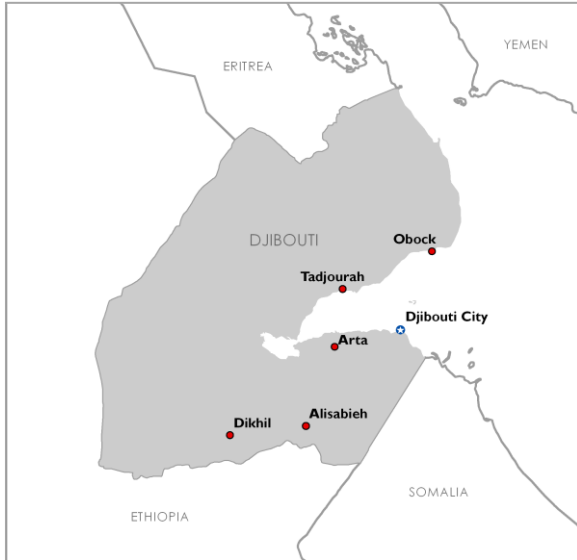 YEMEN
ERITREA
DJIBOUTI
Obock
Tadjourah
Djibouti City
Arta
Alisabieh
Dikhil
SOMALIA
ETHIOPIA